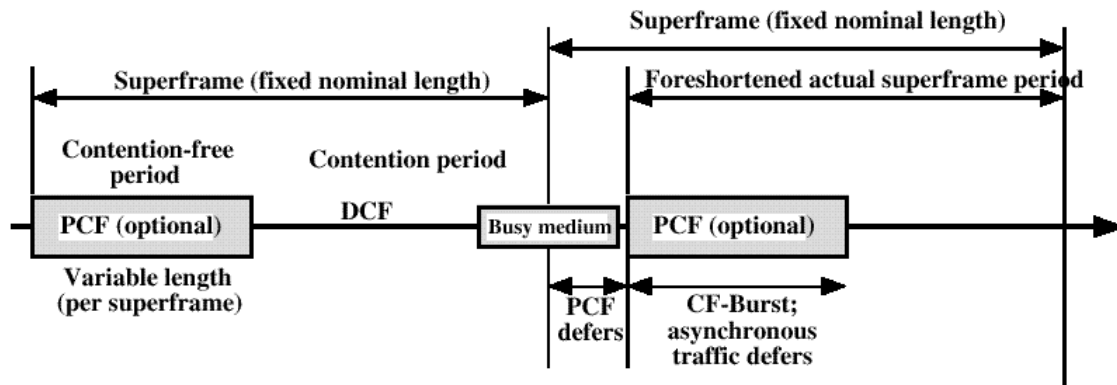 Superframe (fixed nominal length)
Superframe (fixed nominal length)
Foreshortened actual superframe period
Contention-free
period
Contention period
PCF (optional)
DCF
Busy medium
PCF (optional)
Variable length
(per superframe)
PCF
defers
CF-Burst;
asynchronous
traffic defers